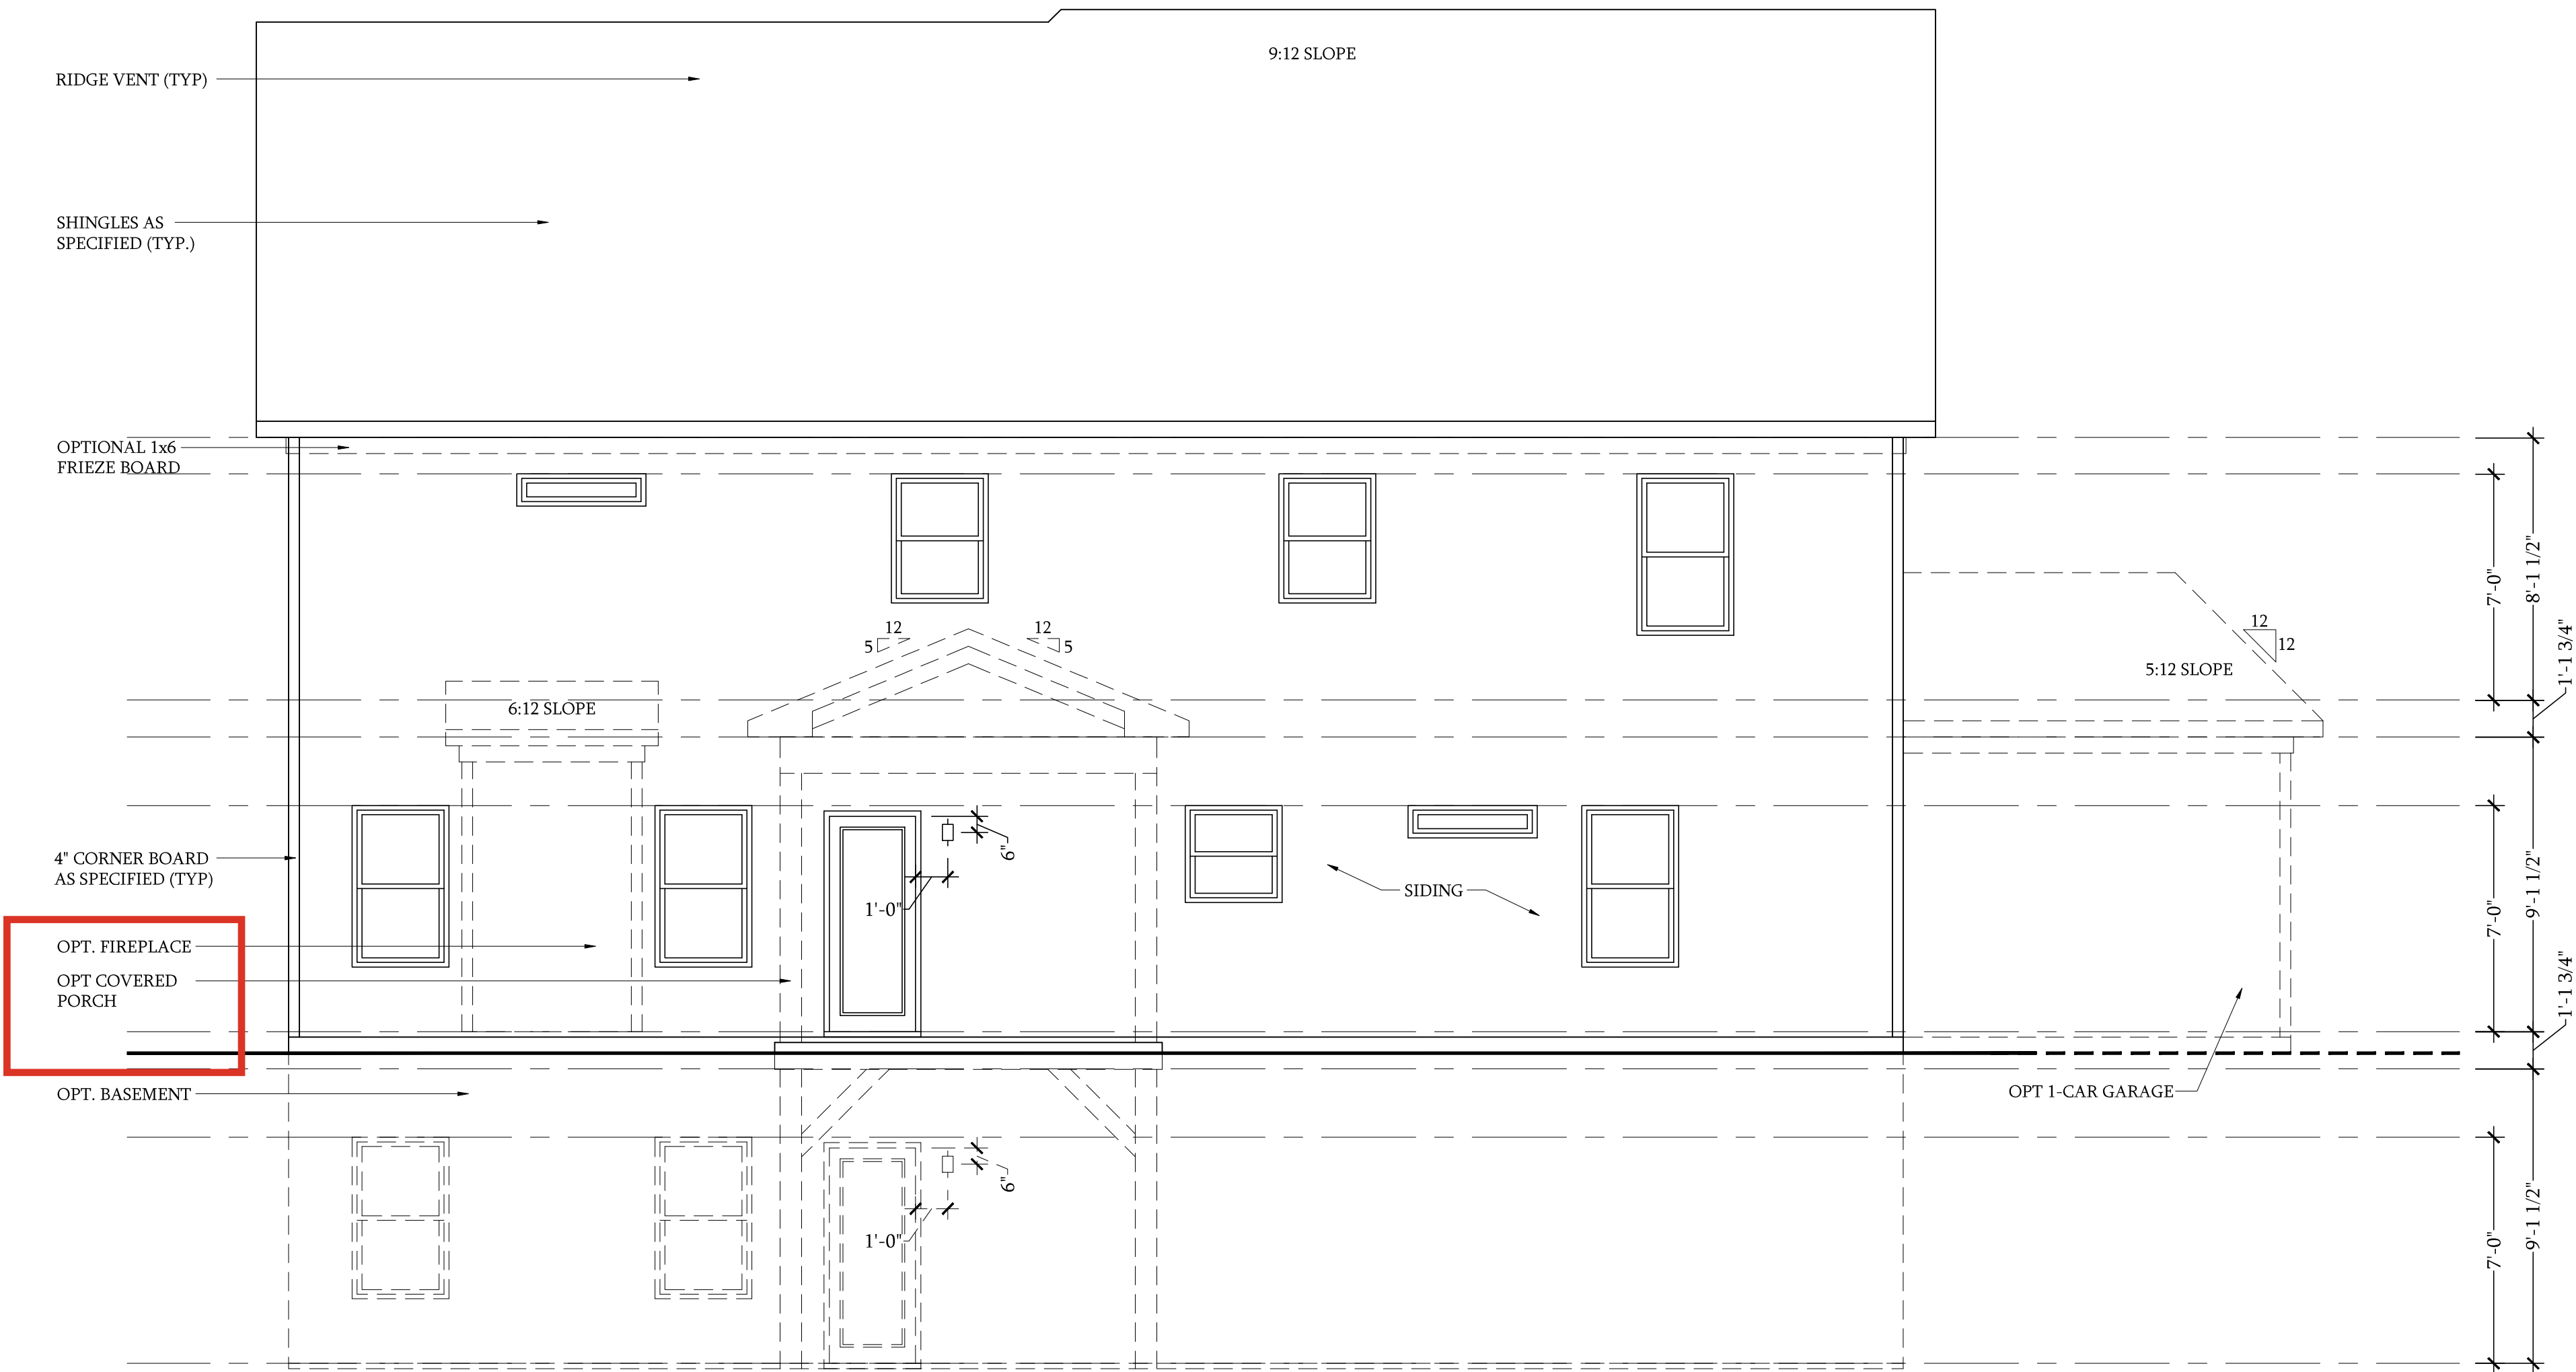 9:12 SLOPE
RIDGE VENT (TYP)
SHINGLES AS
SPECIFIED (TYP.)
OPTIONAL 1x6
FRIEZE BOARD
7'-0"
8'-1 1/2"
12
5
12
5
12
12
5:12 SLOPE
1'-1 3/4"
6:12 SLOPE
4" CORNER BOARD
AS SPECIFIED (TYP)
6"
1'-0"
SIDING
7'-0"
9'-1 1/2"
OPT. FIREPLACE
OPT COVERED
PORCH
1'-1 3/4"
OPT. BASEMENT
OPT 1-CAR GARAGE
6"
1'-0"
7'-0"
9'-1 1/2"